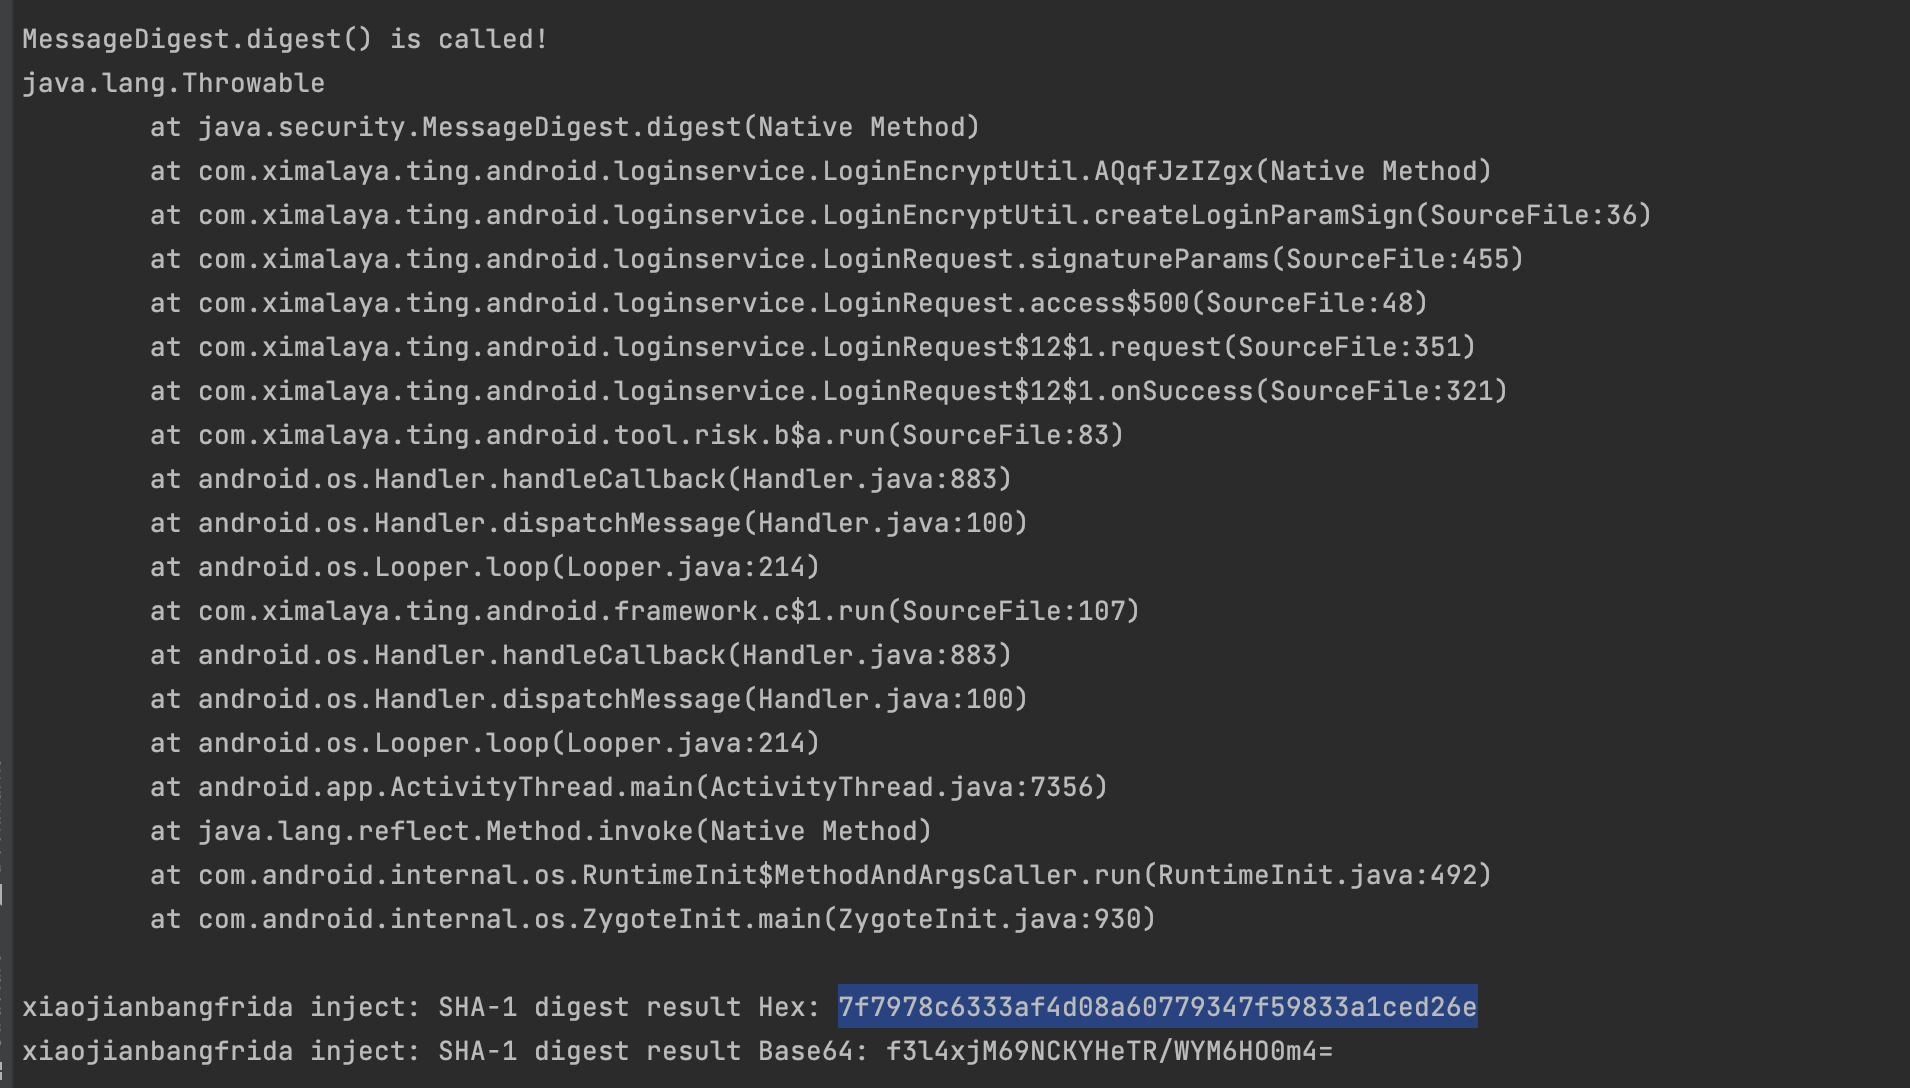 MessageDigest.digest() is called!
java.lang.Throwable
at java.security.MessageDigest.digest(Native Method)
at com.ximalaya.ting.android.loginservice.LoginEncryptUtil.AQqfJzIZgx(Native Method)
at com.ximalaya.ting.android.loginservice.LoginEncryptUtil.createLoginParamSign(SourceFile:36)
at com.ximalaya.ting.android.loginservice.LoginRequest.signatureParams(SourceFile:455)
at com.ximalaya.ting.android.loginservice.LoginRequest.access$500(SourceFile:48)
at com.ximalaya.ting.android.loginservice.LoginRequest$12$1.request(SourceFile:351)
at com.ximalaya.ting.android.loginservice.LoginRequest$12$1.onSuccess(SourceFile:321)
at com.ximalaya.ting.android.tool.risk.b$a.run(SourceFile:83)
at android.os.Handler.handleCallback(Handler.java:883)
at android.os.Handler.dispatchMessage(Handler.java:100)
at android.os.Looper.loop(Looper.java:214)
at com.ximalaya.ting.android.framework.c$1.run(SourceFile:107)
at android.os.Handler.handleCallback(Handler.java:883)
at android.os.Handler.dispatchMessage(Handler.java:100)
at android.os.Looper.loop(Looper.java:214)
at android.app.ActivityThread.main(ActivityThread.java:7356)
at java.lang.reflect.Method.invoke(Native Method)
at com.android.internal.os.RuntimeInit$MethodAndArgsCaller.run(RuntimeInit.java:492)
at com.android.internal.os.ZygoteInit.main(ZygoteInit.java:930)
xiaojianbangfrida inject: SHA-1 digest result Hex: 7f7978c6333af4d08a60779347f59833a1ced26e
xiaojianbangfrida inject: SHA-1 digest result Base64: f3l4xjM69NCKYHeTR/WYM6HO0m4=